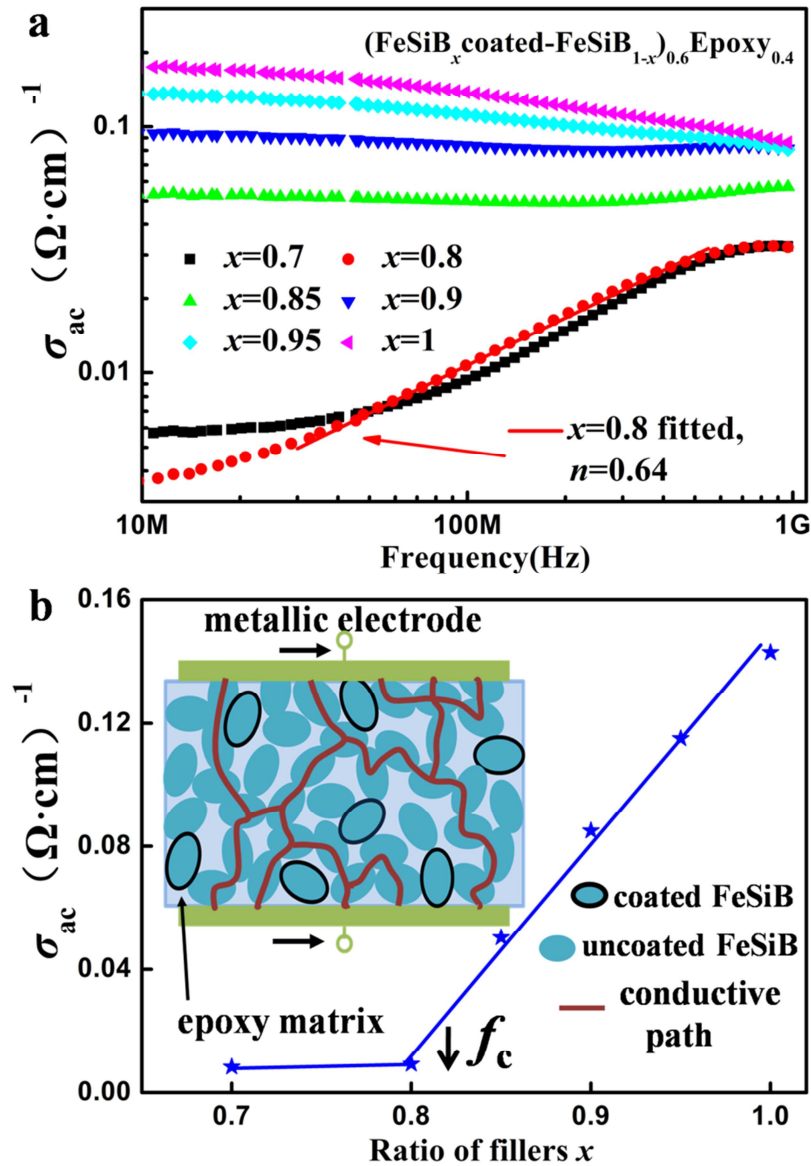 a
(FeSiBₓcoated-FeSiB₁₋ₓ)₀.₆Epoxy₀.₄
σac (Ω·cm)⁻¹
0.1
0.01
x=0.7
x=0.8
x=0.85
x=0.9
x=0.95
x=1
x=0.8 fitted,
n=0.64
10M
100M
1G
Frequency(Hz)
b
σac (Ω·cm)⁻¹
0.16
0.12
0.08
0.04
0.00
metallic electrode
epoxy matrix
coated FeSiB
uncoated FeSiB
conductive
path
fc
0.7
0.8
0.9
1.0
Ratio of fillers x